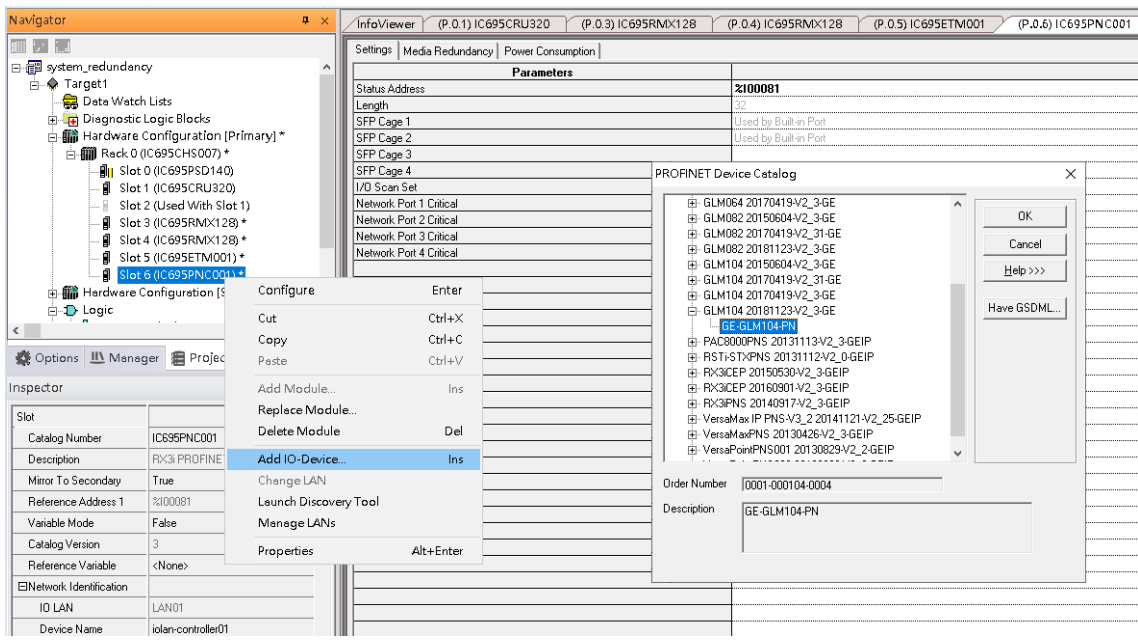 Navigator
system_redundancy
Target1
Data Watch Lists
Diagnostic Logic Blocks
Hardware Configuration [Primary] *
Rack 0 (IC695CHS007) *
Slot 0 (IC695PSD140)
Slot 1 (IC695CRU320)
Slot 2 (Used With Slot 1)
Slot 3 (IC695RMX128) *
Slot 4 (IC695RMX128) *
Slot 5 (IC695ETM001) *
Slot 6 (IC695PNC001) *
Hardware Configuration [S
Logic
Options Manager Projec
Inspector
Slot
Catalog Number IC695PNC001
Description RX3i PROFINE
Mirror To Secondary True
Reference Address 1 %I00081
Variable Mode False
Catalog Version 3
Reference Variable <None>
Network Identification
IO LAN LAN01
Device Name iolan-controller01
Configure Enter
Cut Ctrl+X
Copy Ctrl+C
Paste Ctrl+V
Add Module... Ins
Replace Module...
Delete Module Del
Add IO-Device... Ins
Change LAN
Launch Discovery Tool
Manage LANs
Properties Alt+Enter
InfoViewer (P.0.1) IC695CRU320 (P.0.3) IC695RMX128 (P.0.4) IC695RMX128 (P.0.5) IC695ETM001 (P.0.6) IC695PNC001
Settings Media Redundancy Power Consumption
Parameters
Status Address %I00081
Length 32
SFP Cage 1 Used by Built-in Port
SFP Cage 2 Used by Built-in Port
SFP Cage 3
SFP Cage 4
I/O Scan Set
Network Port 1 Critical
Network Port 2 Critical
Network Port 3 Critical
Network Port 4 Critical
PROFINET Device Catalog
GLM064 20170419-V2_3-GE
GLM082 20150604-V2_3-GE
GLM082 20170419-V2_31-GE
GLM082 20181123-V2_3-GE
GLM104 20150604-V2_3-GE
GLM104 20170419-V2_31-GE
GLM104 20170419-V2_3-GE
GLM104 20181123-V2_3-GE
GE-GLM104-PN
PAC8000PNS 20131113-V2_3-GEIP
RSTi-STXPNS 20131112-V2_0-GEIP
RX3iCEP 20150530-V2_3-GEIP
RX3iCEP 20160901-V2_3-GEIP
RX3iPNS 20140917-V2_3-GEIP
VersaMax IP PNS-V3_2 20141121-V2_25-GEIP
VersaMaxPNS 20130426-V2_3-GEIP
VersaPointPNS001 20130829-V2_2-GEIP
OK
Cancel
Help >>>
Have GSDML...
Order Number 0001-000104-0004
Description GE-GLM104-PN